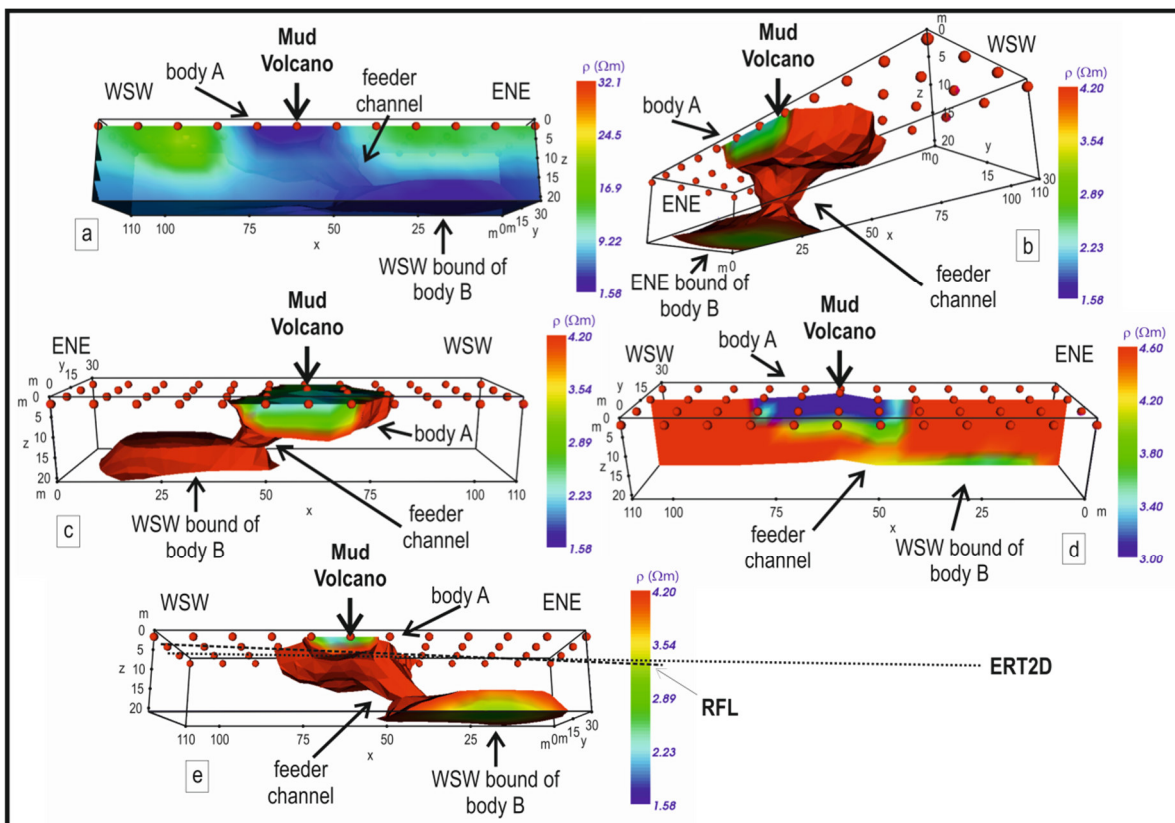 Mud
Volcano
body A
feeder
channel
WSW
ENE
ρ (Ωm)
32.1
24.5
16.9
9.22
1.58
0
5
10
15
20
z
110
100
75
50
25
m0m15
30
x
y
a
WSW bound of
body B
m
0
5
10
z
20
m0
Mud
Volcano
WSW
body A
ENE
y
15
30
110
100
75
50
25
m0
x
b
ENE bound of
body B
feeder
channel
ρ (Ωm)
4.20
3.54
2.89
2.23
1.58
Mud
Volcano
ENE
WSW
y15
30
m 0
m 0
5
10
z
15
20
m
0
25
50
75
100
110
x
body A
c
WSW bound of
body B
feeder
channel
ρ (Ωm)
4.20
3.54
2.89
2.23
1.58
Mud
Volcano
body A
WSW
ENE
30
y
15
m 0
m 0
5
10
z
15
20
110
100
75
50
25
0 m
x
feeder
channel
WSW bound of
body B
d
ρ (Ωm)
4.60
4.20
3.80
3.40
3.00
Mud
Volcano
body A
WSW
ENE
m
0
5
z
10
15
20
110
100
75
50
25
m0m
15
30
y
x
e
feeder
channel
WSW bound of
body B
ρ (Ωm)
4.20
3.54
2.89
2.23
1.58
ERT2D
RFL